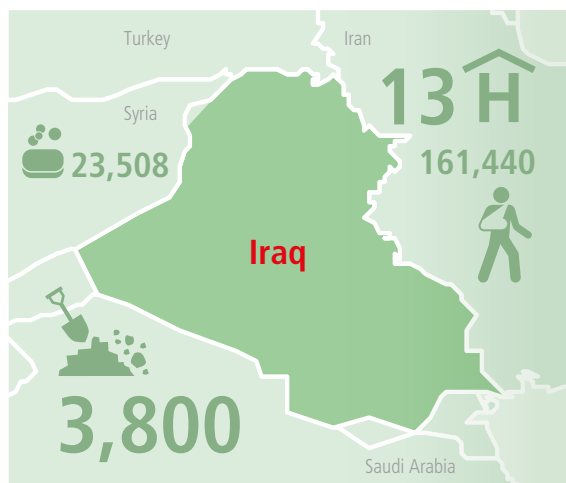 Turkey
Iran
13 H
Syria
23,508
161,440
Iraq
3,800
Saudi Arabia